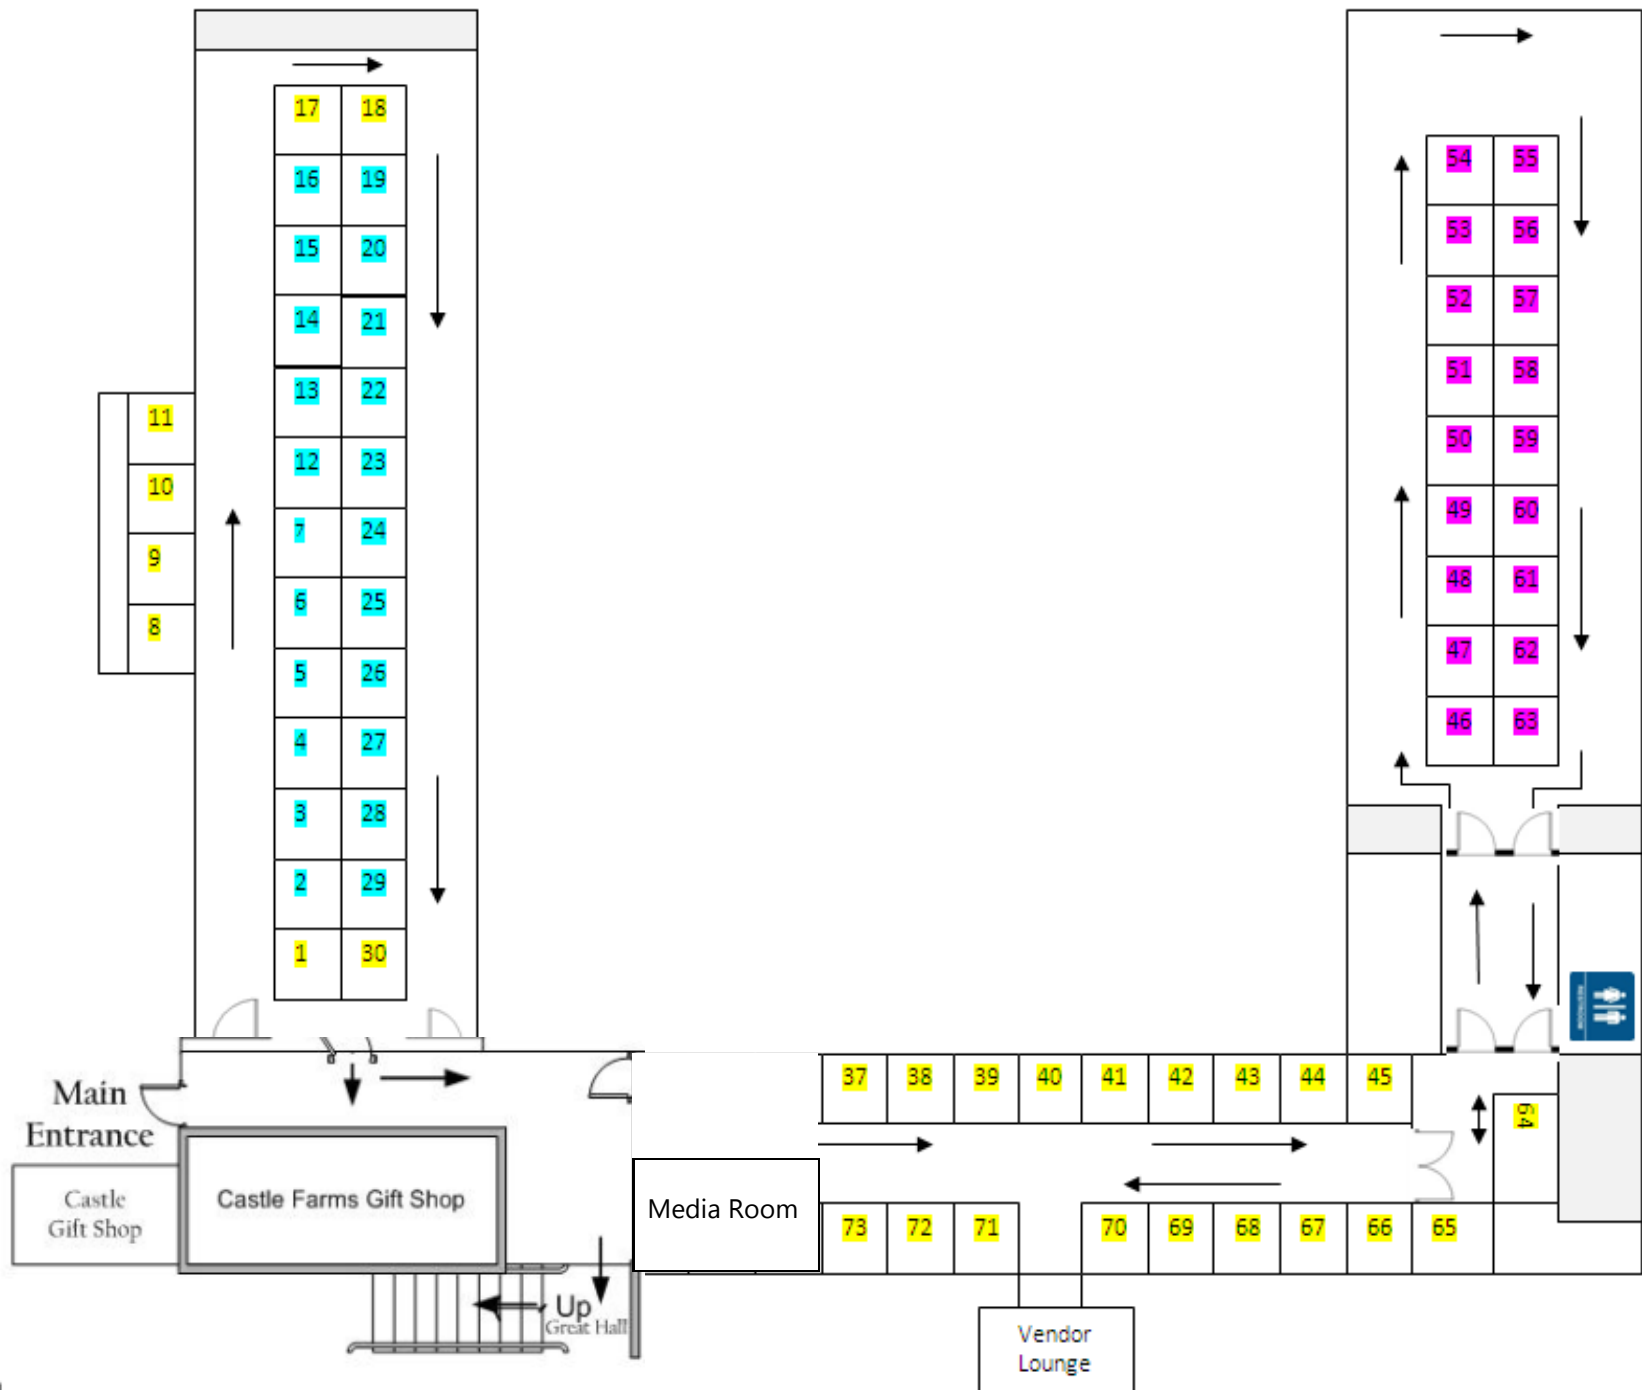 17 18
16 19
15 20
14 21
13 22
12 23
7 24
6 25
5 26
4 27
3 28
2 29
1 30
11
10
9
8
54 55
53 56
52 57
51 58
50 59
49 60
48 61
47 62
46 63
RESTROOM
Main
Entrance
Castle
Gift Shop
Castle Farms Gift Shop
Up
Great Hall
Media Room
37 38 39 40 41 42 43 44 45
64
73 72 71 70 69 68 67 66 65
Vendor
Lounge